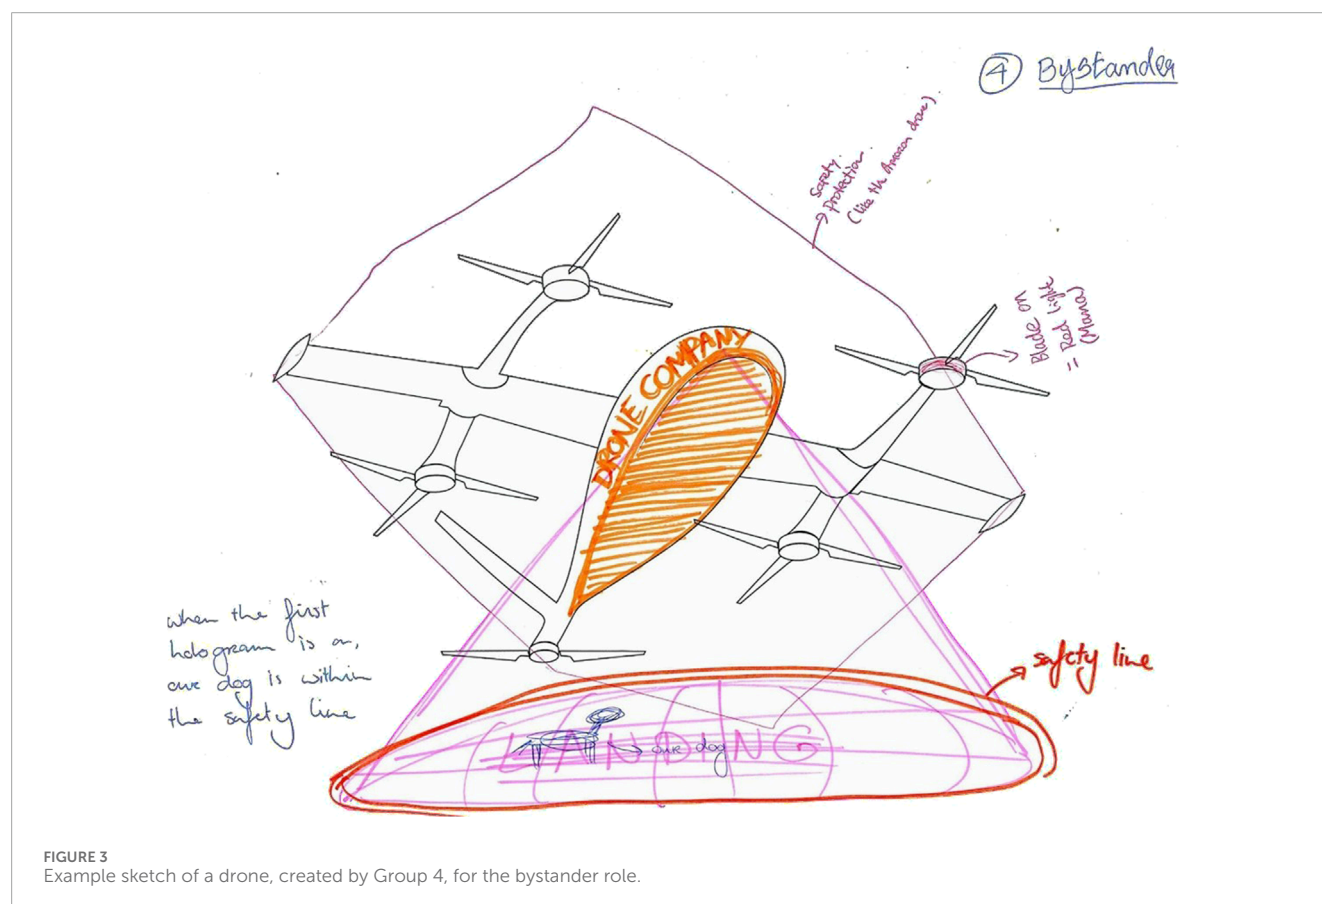 ④ Bystander
Safety
Protection
(like the Amazon drone).
Blade on
= Red light
(Mama)
DRONE COMPANY
when the first
hologram is on,
our dog is within
the safety line
safety line
LANDING
our dog
FIGURE 3
Example sketch of a drone, created by Group 4, for the bystander role.